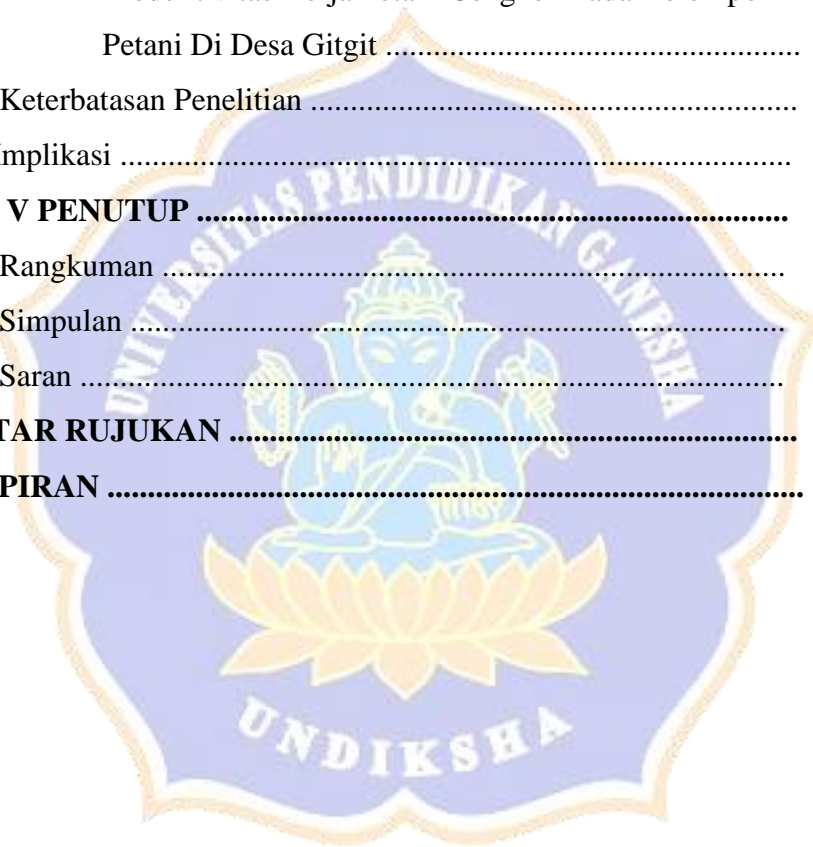 Petani Di Desa Gitgit ....................................................
Keterbatasan Penelitian .............................................................
Implikasi ....................................................................................
V PENUTUP ..........................................................................
Rangkuman ..............................................................................
Simpulan ..................................................................................
Saran ........................................................................................
TAR RUJUKAN .......................................................................
PIRAN .......................................................................................
UNIVERSITAS PENDIDIKAN GANESHA
UNDIKSHA